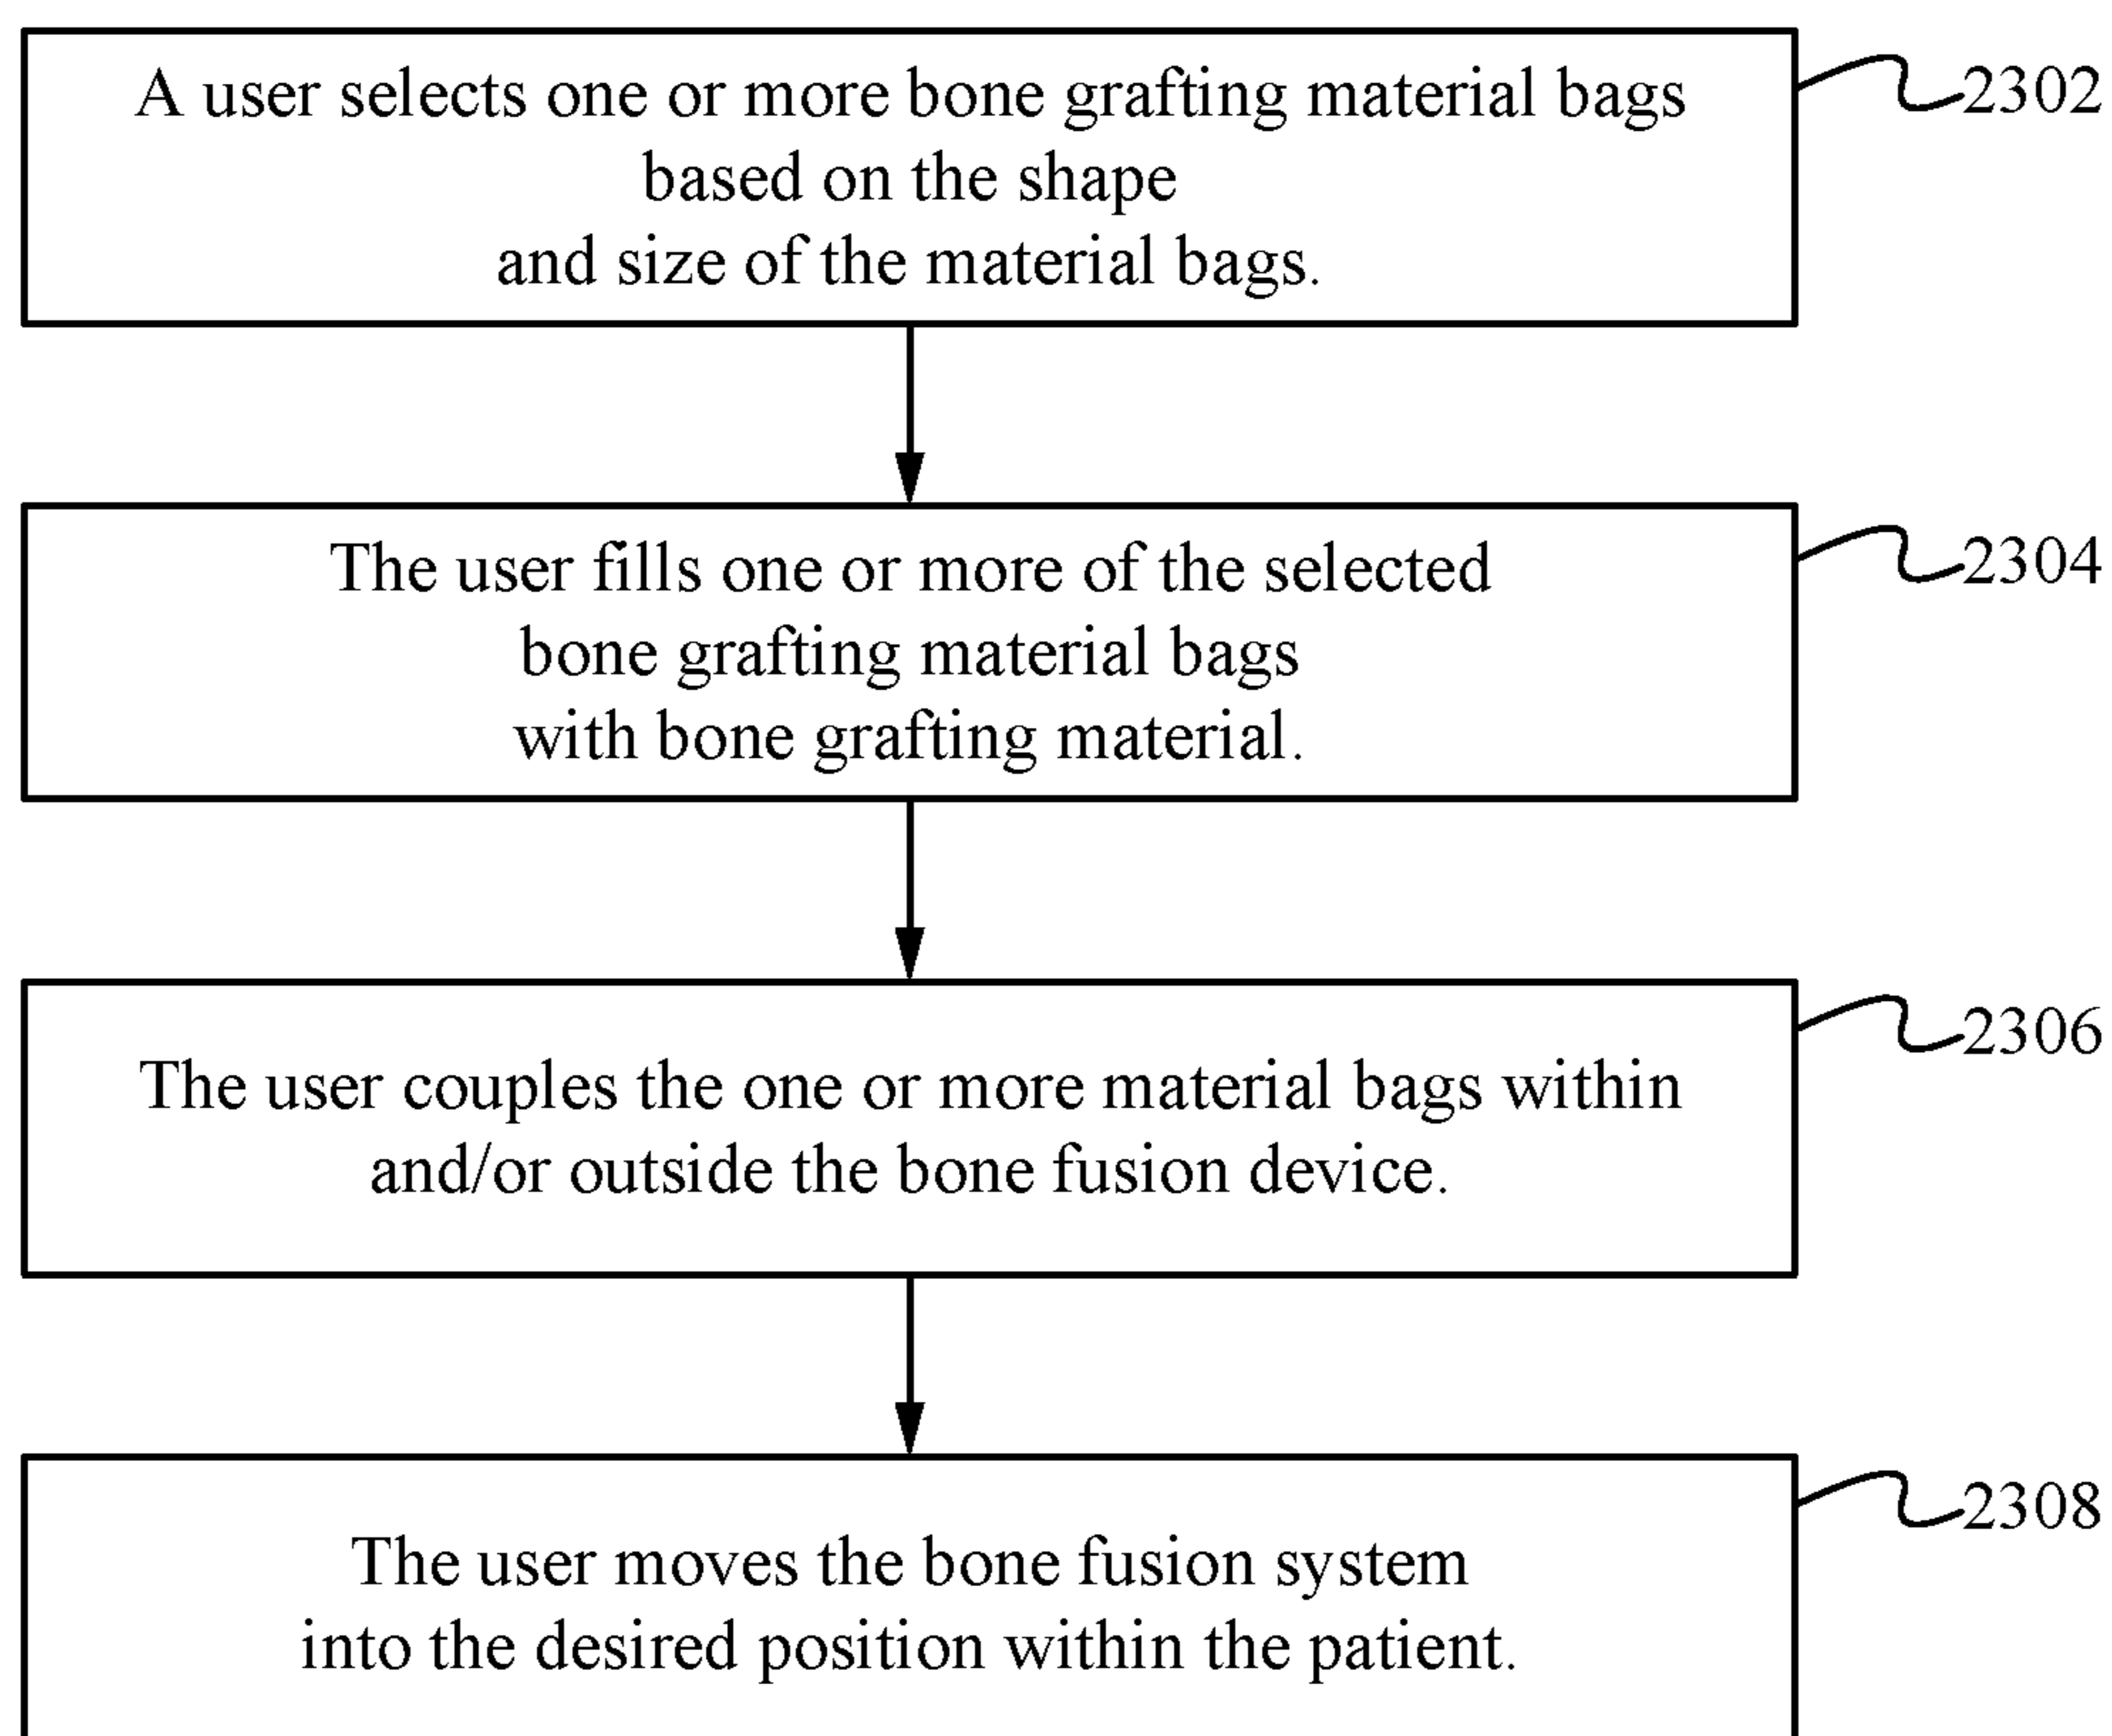 A user selects one or more bone grafting material bags
based on the shape
and size of the material bags.
2302
The user fills one or more of the selected
bone grafting material bags
with bone grafting material.
2304
The user couples the one or more material bags within
and/or outside the bone fusion device.
2306
The user moves the bone fusion system
into the desired position within the patient.
2308